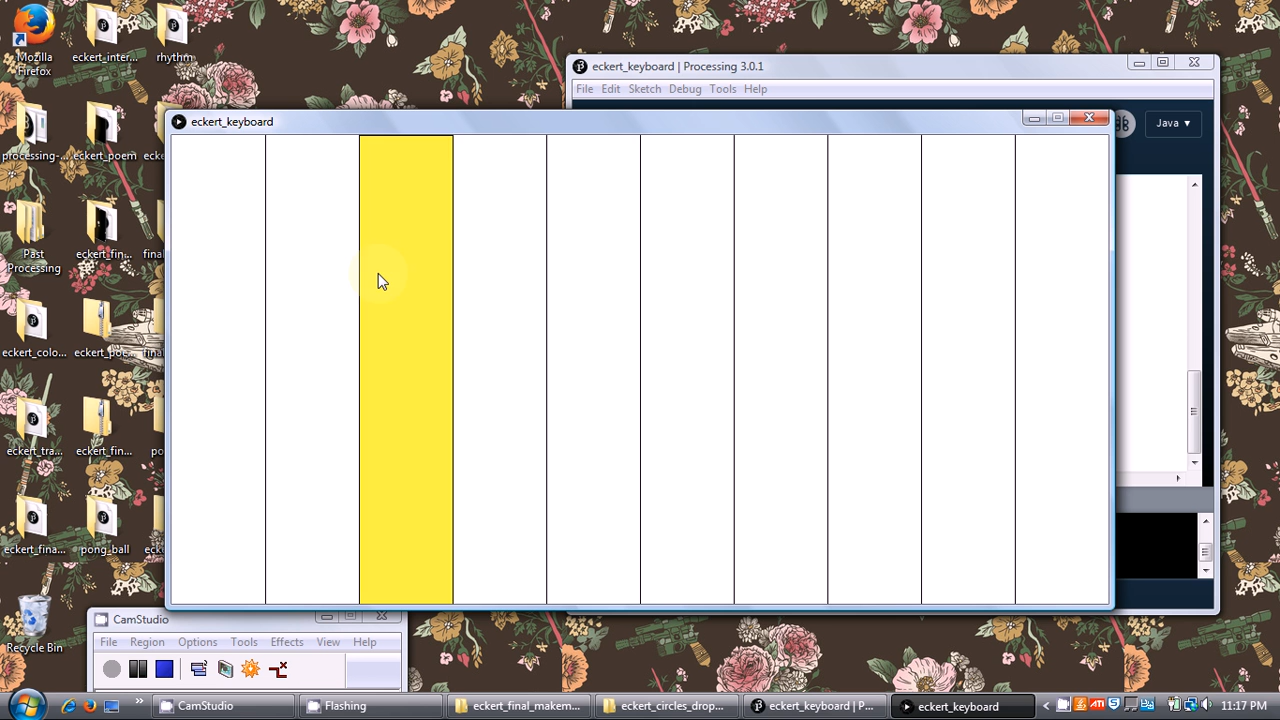 Mozilla
Firefox
eckert_inter...
rhythm
processing-...
eckert_poem
Past
Processing
eckert_fin...
eckert_colo...
eckert_tra...
eckert_fin...
eckert_fina...
pong_ball
Recycle Bin
eckert_keyboard | Processing 3.0.1
File Edit Sketch Debug Tools Help
Java ▾
eckert_keyboard
CamStudio
File Region Options Tools Effects View Help
CamStudio
Flashing
eckert_final_makem...
eckert_circles_drop...
eckert_keyboard | P...
eckert_keyboard
11:17 PM